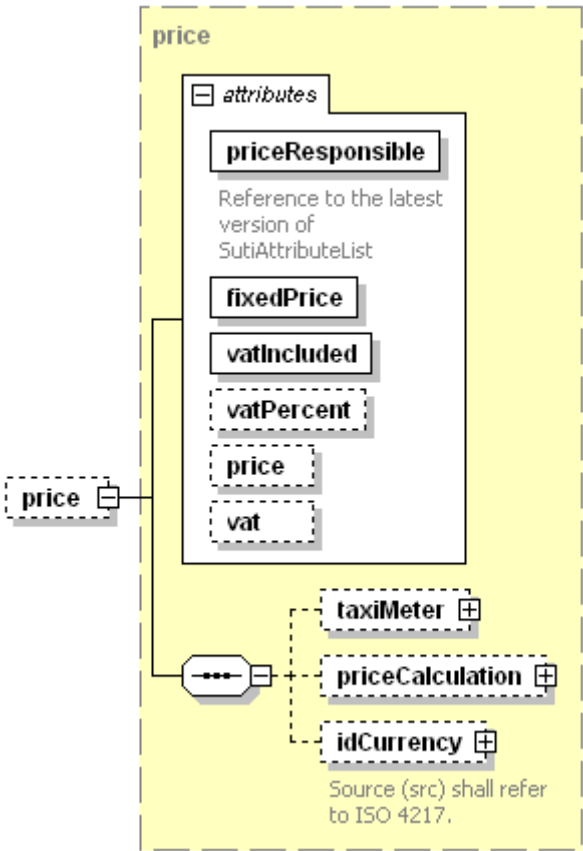 price
attributes
priceResponsible
Reference to the latest
version of
SutiAttributeList
fixedPrice
vatIncluded
vatPercent
price
vat
price
taxiMeter
priceCalculation
idCurrency
Source (src) shall refer
to ISO 4217.